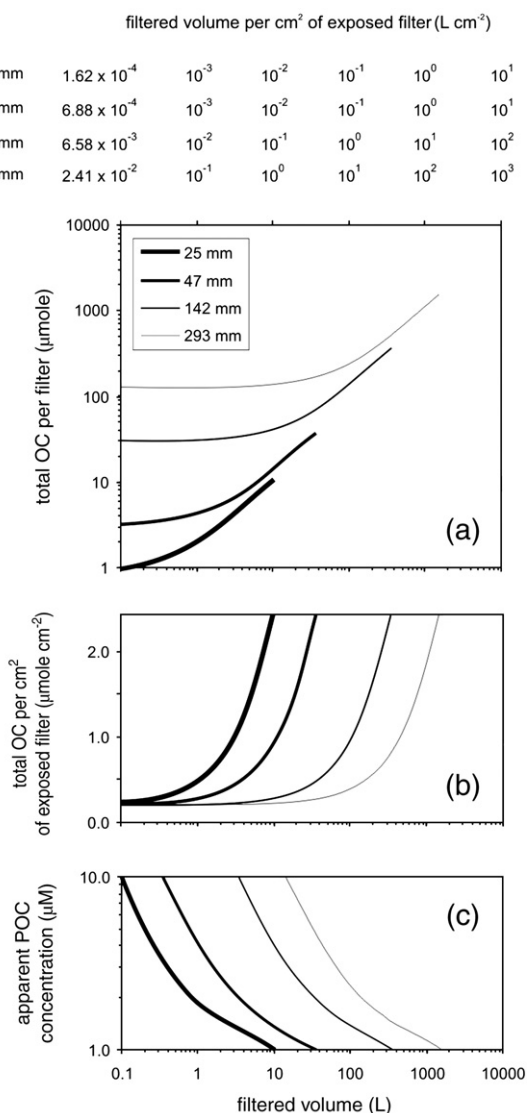 filtered volume per cm² of exposed filter (L cm⁻²)
mm 1.62 x 10⁻⁴ 10⁻³ 10⁻² 10⁻¹ 10⁰ 10¹
mm 6.88 x 10⁻⁴ 10⁻³ 10⁻² 10⁻¹ 10⁰ 10¹
mm 6.58 x 10⁻³ 10⁻² 10⁻¹ 10⁰ 10¹ 10²
mm 2.41 x 10⁻² 10⁻¹ 10⁰ 10¹ 10² 10³
total OC per filter (μmole)
10000
1000
100
10
1
25 mm
47 mm
142 mm
293 mm
(a)
total OC per cm²
of exposed filter (μmole cm⁻²)
2.0
1.0
0.0
(b)
apparent POC
concentration (μM)
10.0
1.0
(c)
0.1 1 10 100 1000 10000
filtered volume (L)